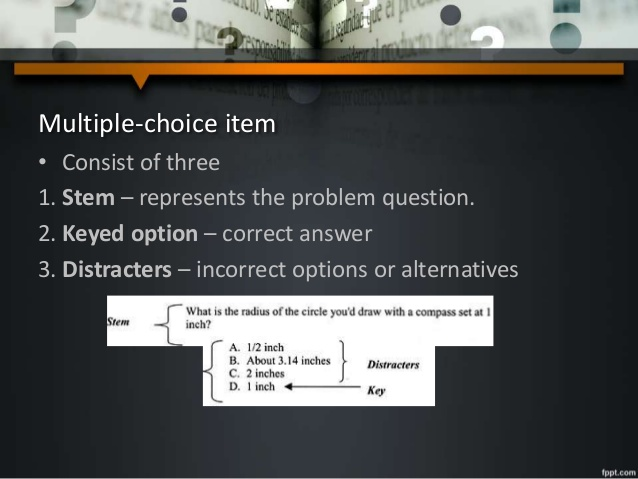 Multiple-choice item
• Consist of three
1. Stem – represents the problem question.
2. Keyed option – correct answer
3. Distracters – incorrect options or alternatives
Stem
What is the radius of the circle you'd draw with a compass set at 1
inch?
A. 1/2 inch
B. About 3.14 inches
C. 2 inches
D. 1 inch
Distracters
Key
fppt.com